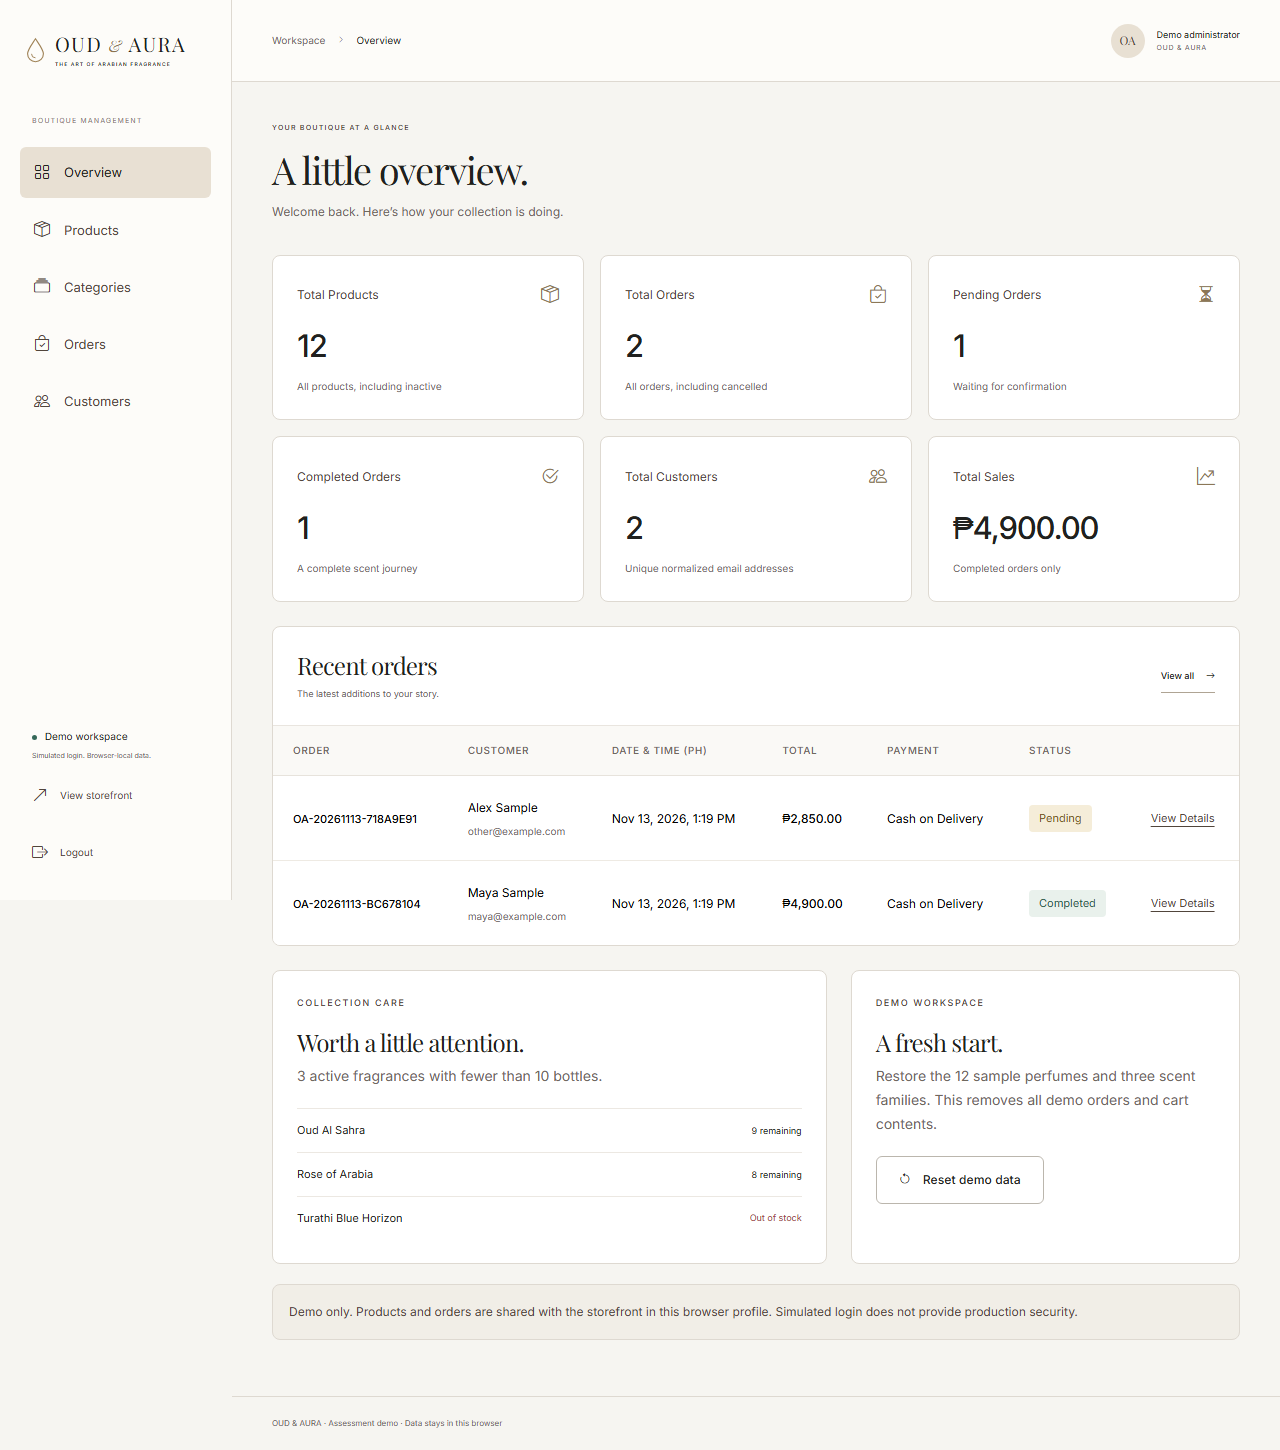 OUD & AURA
THE ART OF ARABIAN FRAGRANCE
BOUTIQUE MANAGEMENT
Overview
Products
Categories
Orders
Customers
Demo workspace
Simulated login. Browser-local data.
View storefront
Logout
Workspace > Overview
OA
Demo administrator
OUD & AURA
YOUR BOUTIQUE AT A GLANCE
A little overview.
Welcome back. Here’s how your collection is doing.
Total Products
12
All products, including inactive
Total Orders
2
All orders, including cancelled
Pending Orders
1
Waiting for confirmation
Completed Orders
1
A complete scent journey
Total Customers
2
Unique normalized email addresses
Total Sales
₱4,900.00
Completed orders only
Recent orders
The latest additions to your story.
View all →
ORDER CUSTOMER DATE & TIME (PH) TOTAL PAYMENT STATUS
OA-20261113-718A9E91 Alex Sample Nov 13, 2026, 1:19 PM ₱2,850.00 Cash on Delivery Pending View Details
other@example.com
OA-20261113-BC678104 Maya Sample Nov 13, 2026, 1:19 PM ₱4,900.00 Cash on Delivery Completed View Details
maya@example.com
COLLECTION CARE
Worth a little attention.
3 active fragrances with fewer than 10 bottles.
Oud Al Sahra 9 remaining
Rose of Arabia 8 remaining
Turathi Blue Horizon Out of stock
DEMO WORKSPACE
A fresh start.
Restore the 12 sample perfumes and three scent
families. This removes all demo orders and cart
contents.
Reset demo data
Demo only. Products and orders are shared with the storefront in this browser profile. Simulated login does not provide production security.
OUD & AURA · Assessment demo · Data stays in this browser